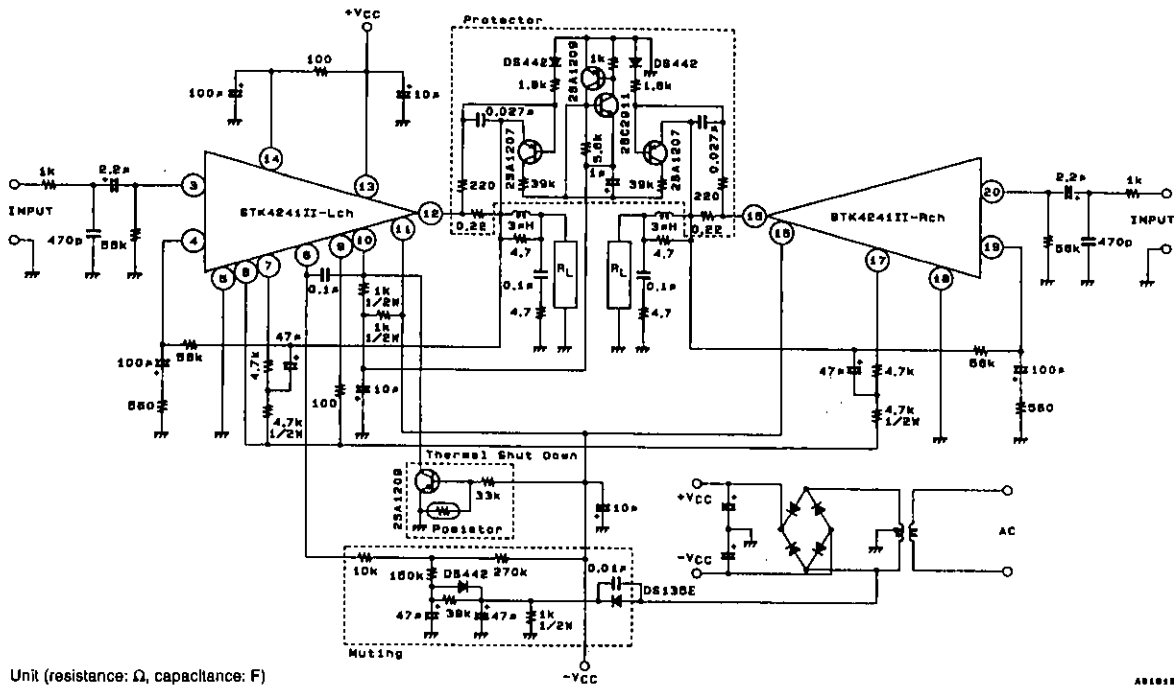 Protector
+VCC
100
100μ
10μ
DS442
1.8k
2SA1209
1k
DS442
1.8k
0.027μ
2SC2911
2SA1207
5.6k
1μ
2SA1207
0.027μ
220
39k
39k
220
0.22
0.22
1k
2.2μ
INPUT
470p
56k
3
4
14
13
12
STK4241II-Lch
5
8
7
6
9
10
11
3μH
4.7
0.1μ
4.7
RL
RL
3μH
4.7
0.1μ
4.7
16
15
STK4241II-Rch
17
18
20
19
2.2μ
1k
INPUT
56k
470p
0.1μ
1k
1/2W
1k
1/2W
56k
100μ
560
47μ
4.7k
4.7k
1/2W
100
10μ
47μ
4.7k
4.7k
1/2W
56k
100μ
560
Thermal Shut Down
2SA1209
33k
Posistor
10μ
+VCC
-VCC
AC
10k
150k
DS442
270k
0.01μ
DS135E
47μ
39k
47μ
1k
1/2W
Muting
-VCC
Unit (resistance: Ω, capacitance: F)